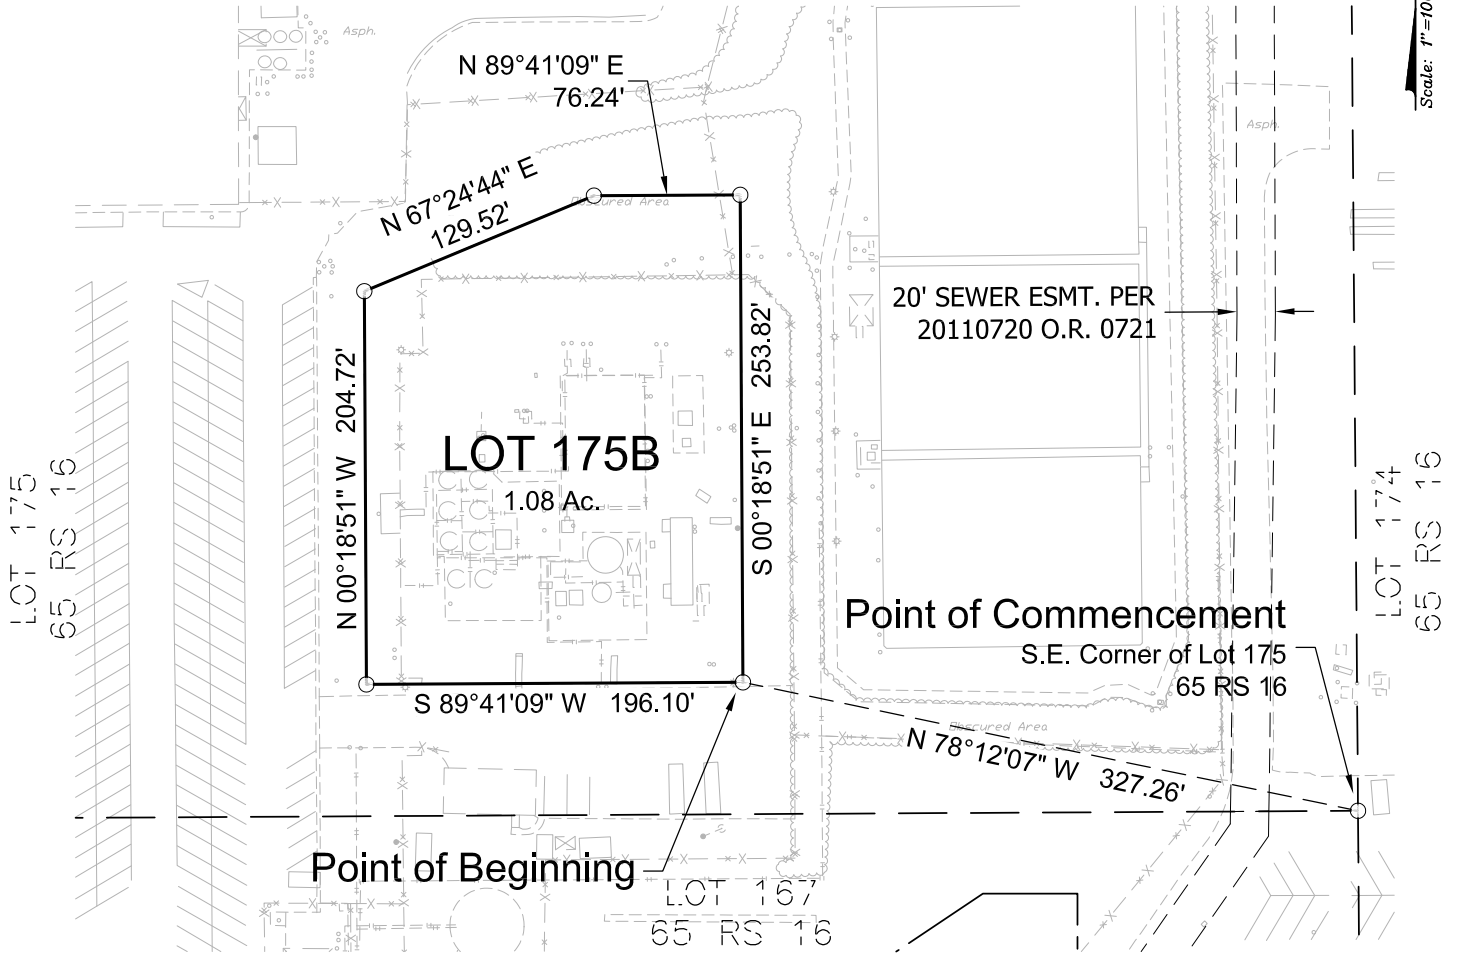 Asph.
N 89°41'09" E
76.24'
Scale: 1"=10
Asph.
N 67°24'44" E
129.52'
Obscured Area
20' SEWER ESMT. PER
20110720 O.R. 0721
N 00°18'51" W 204.72'
S 00°18'51" E 253.82'
LOT 175B
1.08 Ac.
LOT 175
65 RS 16
LOT 174
65 RS 16
Point of Commencement
S.E. Corner of Lot 175
65 RS 16
S 89°41'09" W 196.10'
Obscured Area
N 78°12'07" W 327.26'
Point of Beginning
LOT 167
65 RS 16